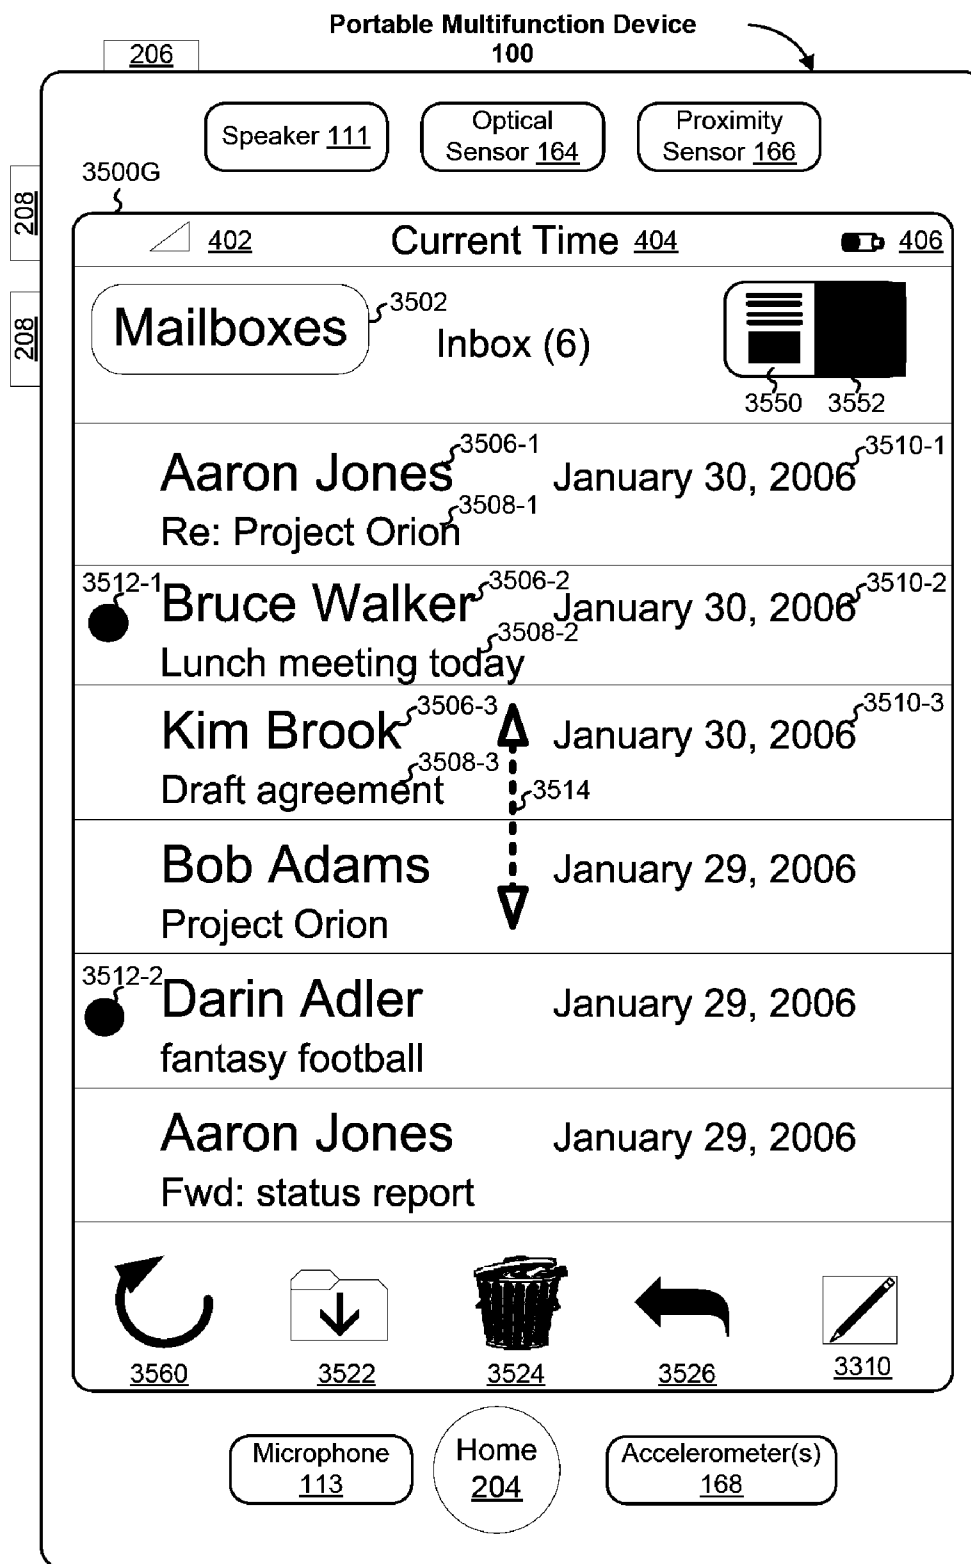 Portable Multifunction Device
100
206
Speaker 111
Optical
Sensor 164
Proximity
Sensor 166
3500G
208
208
402
Current Time 404
406
Mailboxes
3502
Inbox (6)
3550
3552
Aaron Jones
3506-1
January 30, 2006
3510-1
Re: Project Orion
3508-1
3512-1
Bruce Walker
3506-2
January 30, 2006
3510-2
Lunch meeting today
3508-2
Kim Brook
3506-3
January 30, 2006
3510-3
Draft agreement
3508-3
3514
Bob Adams
January 29, 2006
Project Orion
3512-2
Darin Adler
January 29, 2006
fantasy football
Aaron Jones
January 29, 2006
Fwd: status report
3560
3522
3524
3526
3310
Microphone
113
Home
204
Accelerometer(s)
168